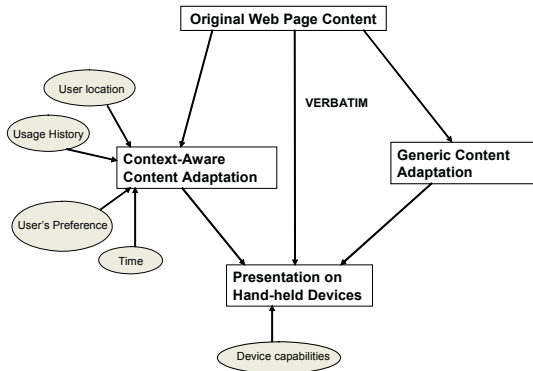 Original Web Page Content
User location
VERBATIM
Usage History
Context-Aware
Content Adaptation
Generic Content
Adaptation
User's Preference
Time
Presentation on
Hand-held Devices
Device capabilities